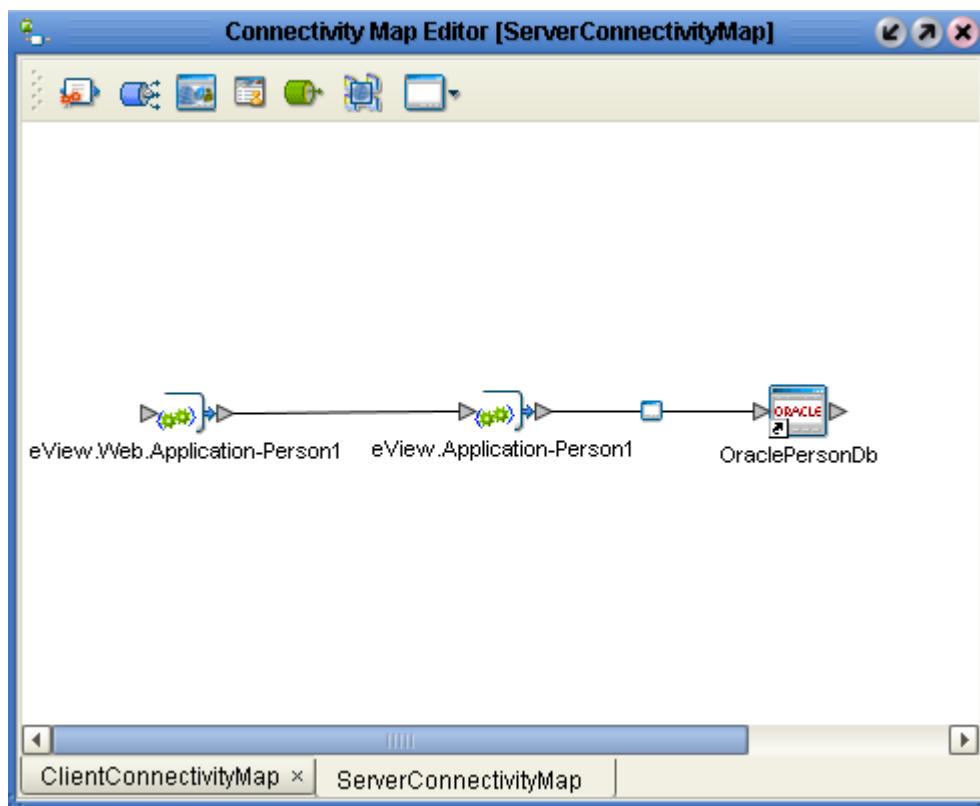 Connectivity Map Editor [ServerConnectivityMap]
eView.Web.Application-Person1
eView.Application-Person1
ORACLE
OraclePersonDb
ClientConnectivityMap ×
ServerConnectivityMap